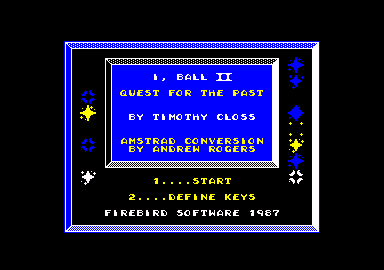 I, BALL II
QUEST FOR THE PAST
BY TIMOTHY CLOSS
AMSTRAD CONVERSION
BY ANDREW ROGERS
1....START
2....DEFINE KEYS
FIREBIRD SOFTWARE 1987